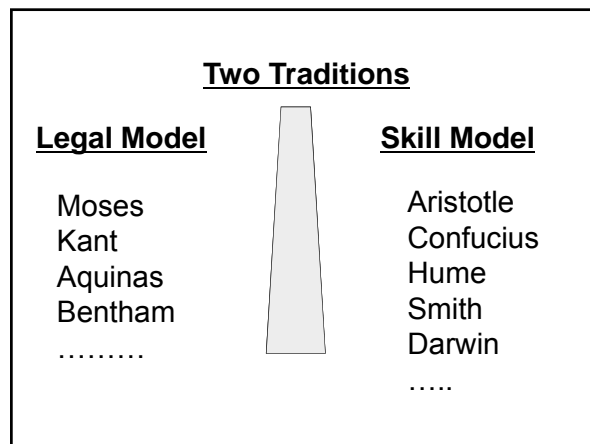 Two Traditions
Legal Model
Moses
Kant
Aquinas
Bentham
………
Skill Model
Aristotle
Confucius
Hume
Smith
Darwin
…..